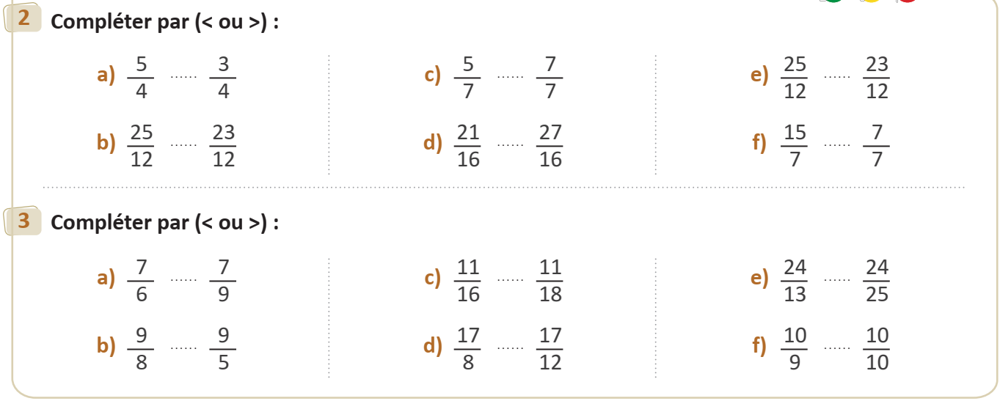 2 Compléter par (< ou >) :
a) 5/4 ...... 3/4 c) 5/7 ...... 7/7 e) 25/12 ...... 23/12
b) 25/12 ...... 23/12 d) 21/16 ...... 27/16 f) 15/7 ...... 7/7
3 Compléter par (< ou >) :
a) 7/6 ...... 7/9 c) 11/16 ...... 11/18 e) 24/13 ...... 24/25
b) 9/8 ...... 9/5 d) 17/8 ...... 17/12 f) 10/9 ...... 10/10